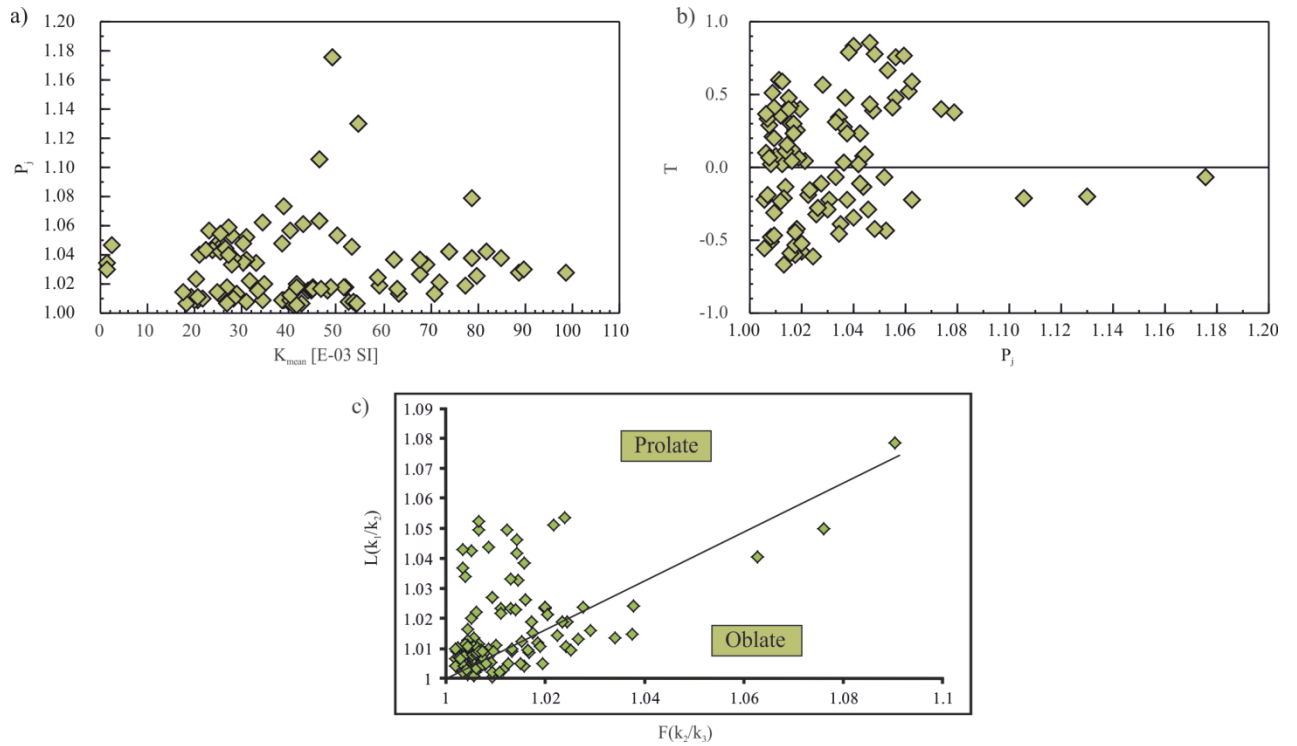 a)
1.20
1.18
1.16
1.14
1.12
1.10
1.08
1.06
1.04
1.02
1.00
P_j
0 10 20 30 40 50 60 70 80 90 100 110
K_mean [E-03 SI]
b)
1.0
0.5
0.0
-0.5
-1.0
T
1.00 1.02 1.04 1.06 1.08 1.10 1.12 1.14 1.16 1.18 1.20
P_j
c)
1.09
1.08
1.07
1.06
1.05
1.04
1.03
1.02
1.01
1
L(k₁/k₂)
Prolate
Oblate
1 1.02 1.04 1.06 1.08 1.1
F(k₂/k₃)